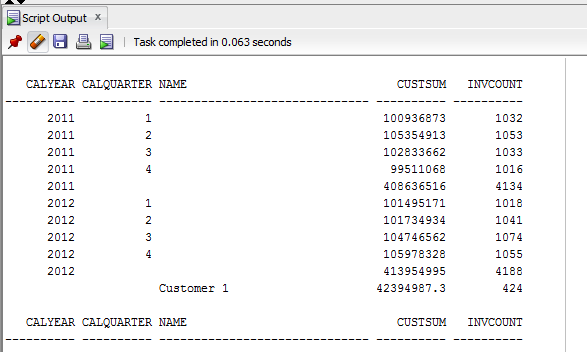 Script Output x
Task completed in 0.063 seconds
CALYEAR CALQUARTER NAME CUSTSUM INVCOUNT
---------- ---------- ------------------------------ ---------- ----------
2011 1 100936873 1032
2011 2 105354913 1053
2011 3 102833662 1033
2011 4 99511068 1016
2011 408636516 4134
2012 1 101495171 1018
2012 2 101734934 1041
2012 3 104746562 1074
2012 4 105978328 1055
2012 413954995 4188
Customer 1 42394987.3 424
CALYEAR CALQUARTER NAME CUSTSUM INVCOUNT
---------- ---------- ------------------------------ ---------- ----------